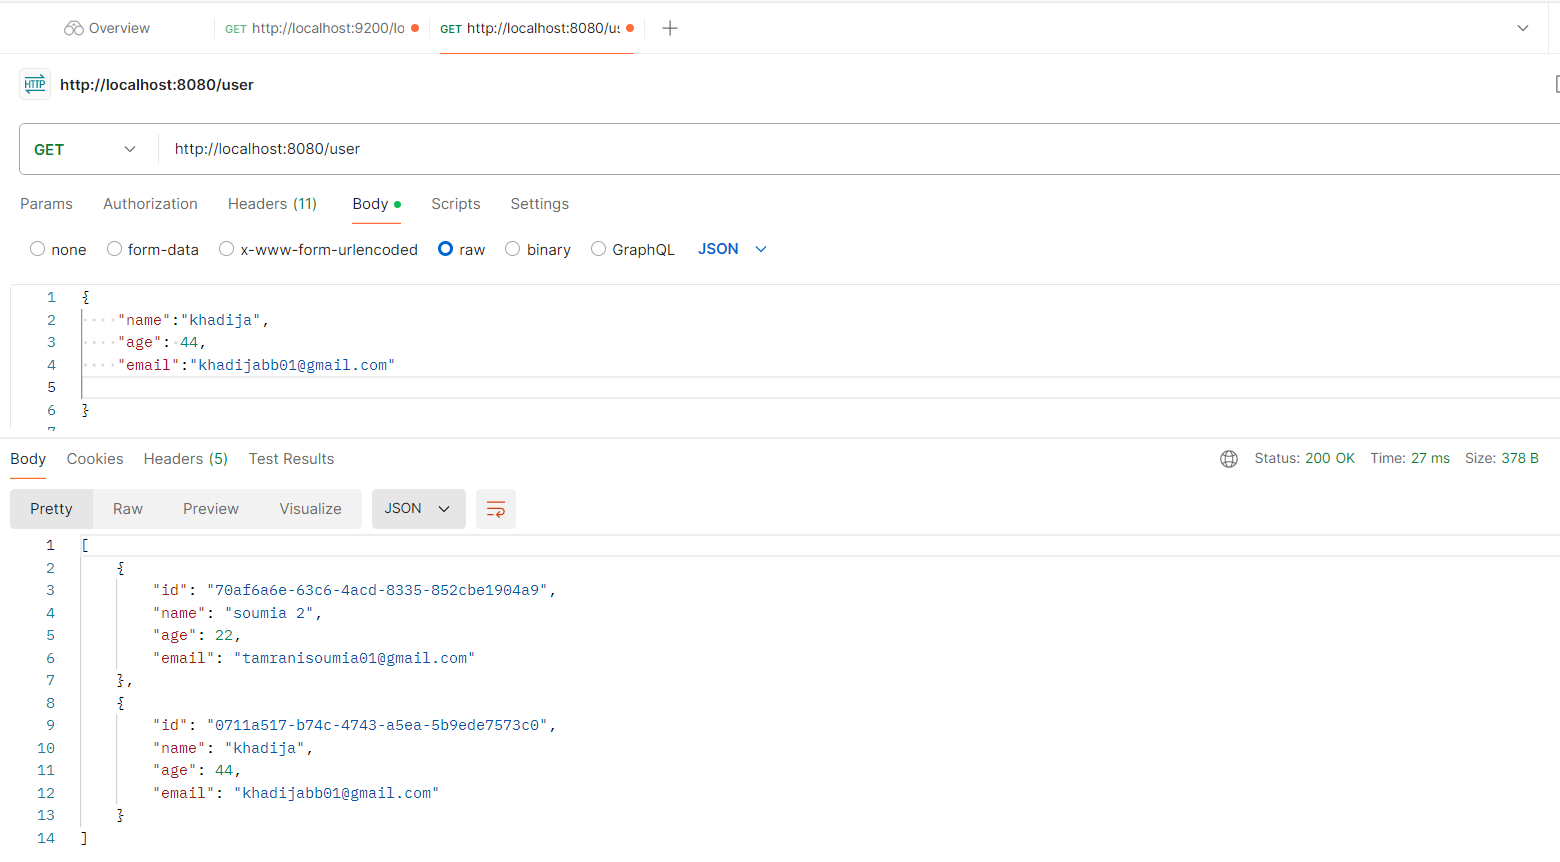 Overview GET http://localhost:9200/lo GET http://localhost:8080/us
HTTP http://localhost:8080/user
GET http://localhost:8080/user
Params Authorization Headers (11) Body Scripts Settings
none form-data x-www-form-urlencoded raw binary GraphQL JSON
1 {
2 "name":"khadija",
3 "age": 44,
4 "email":"khadijabb01@gmail.com"
5
6 }
7
Body Cookies Headers (5) Test Results Status: 200 OK Time: 27 ms Size: 378 B
Pretty Raw Preview Visualize JSON
1 [
2 {
3 "id": "70af6a6e-63c6-4acd-8335-852cbe1904a9",
4 "name": "soumia 2",
5 "age": 22,
6 "email": "tamranisoumia01@gmail.com"
7 },
8 {
9 "id": "0711a517-b74c-4743-a5ea-5b9ede7573c0",
10 "name": "khadija",
11 "age": 44,
12 "email": "khadijabb01@gmail.com"
13 }
14 ]